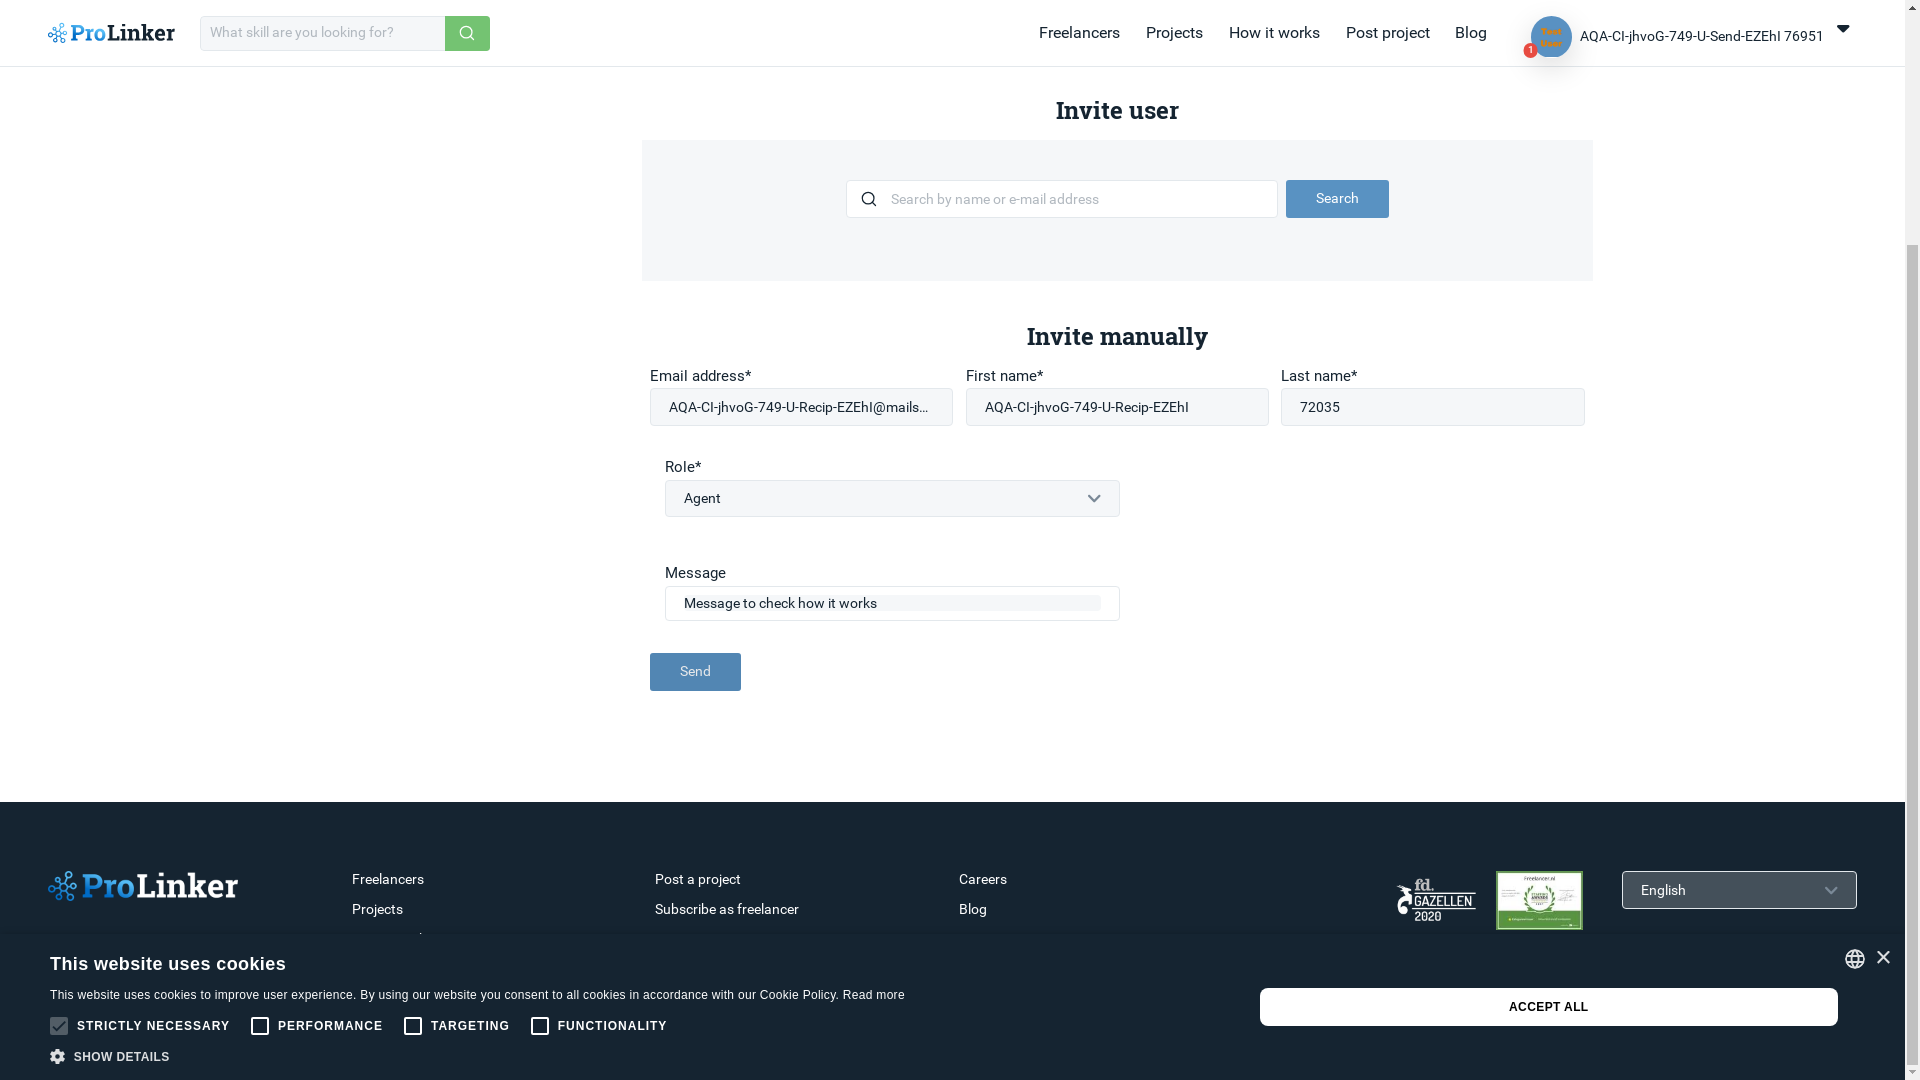 ProLinker
What skill are you looking for?
Freelancers
Projects
How it works
Post project
Blog
Test
User
1
AQA-CI-jhvoG-749-U-Send-EZEhI 76951
Invite user
Search by name or e-mail address
Search
Invite manually
Email address*
First name*
Last name*
AQA-CI-jhvoG-749-U-Recip-EZEhI@mails...
AQA-CI-jhvoG-749-U-Recip-EZEhI
72035
Role*
Agent
Message
Message to check how it works
Send
ProLinker
Freelancers
Post a project
Careers
Projects
Subscribe as freelancer
Blog
fd.
GAZELLEN
2020
Freelancer.nl
English
This website uses cookies
This website uses cookies to improve user experience. By using our website you consent to all cookies in accordance with our Cookie Policy. Read more
STRICTLY NECESSARY
PERFORMANCE
TARGETING
FUNCTIONALITY
SHOW DETAILS
ACCEPT ALL